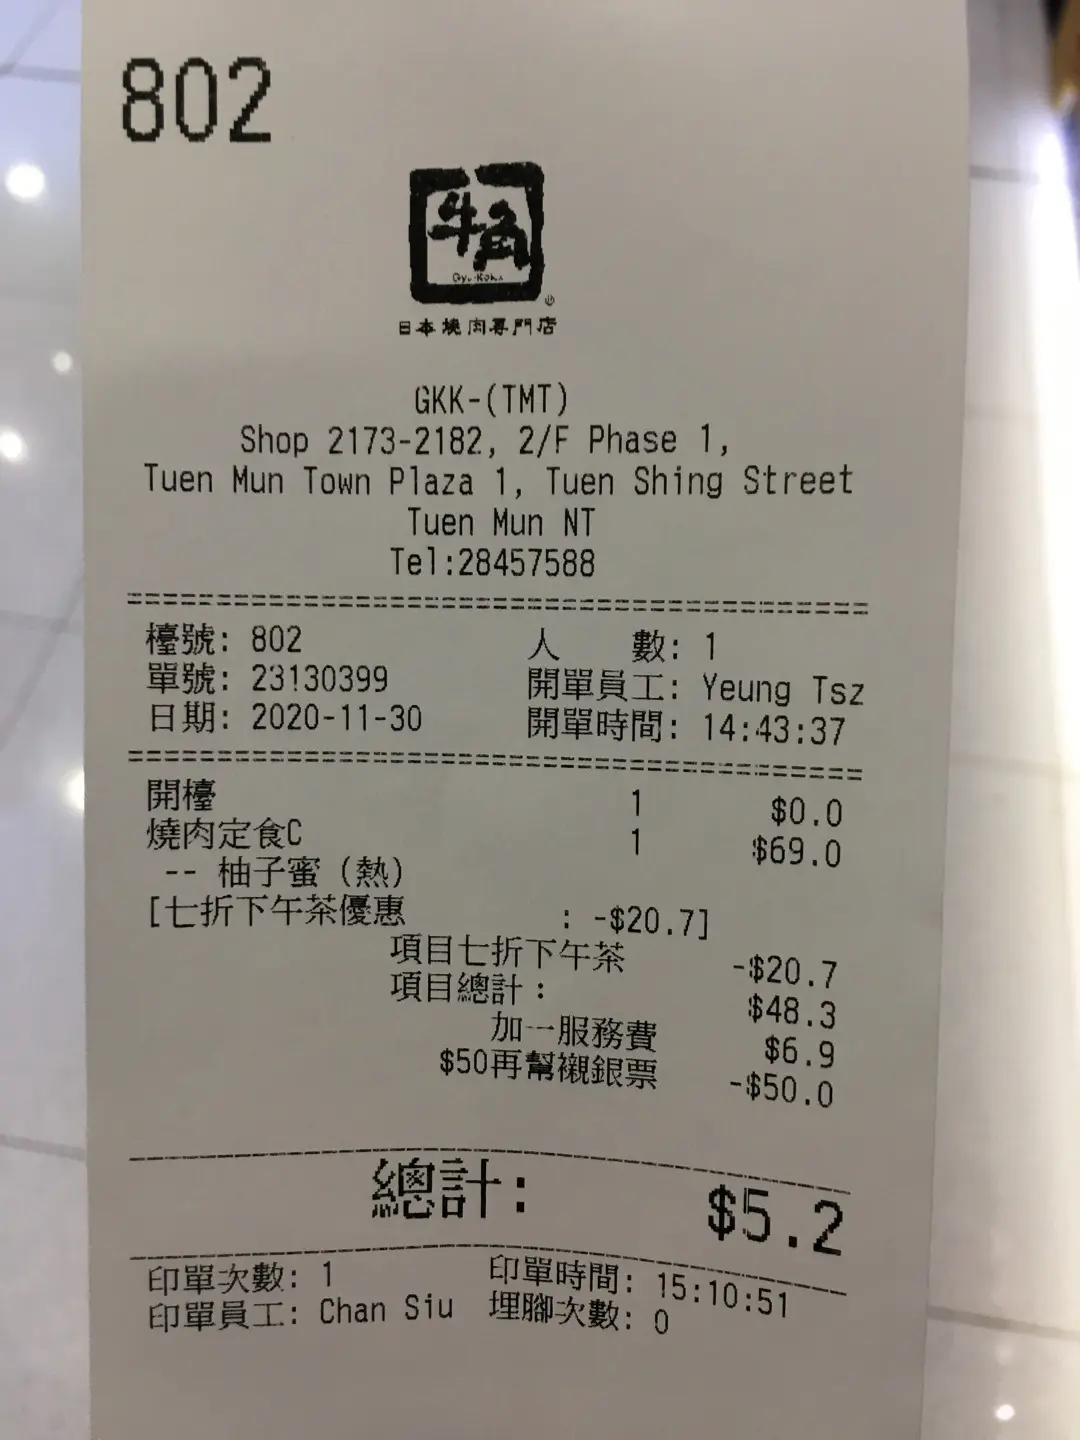 802
牛角
Gyu-Kaku
日本燒肉専門店
GKK-(TMT)
Shop 2173-2182, 2/F Phase 1,
Tuen Mun Town Plaza 1, Tuen Shing Street
Tuen Mun NT
Tel:28457588
檯號: 802 人 數: 1
單號: 23130399 開單員工: Yeung Tsz
日期: 2020-11-30 開單時間: 14:43:37
開檯 1 $0.0
燒肉定食C 1 $69.0
-- 柚子蜜 (熱)
[七折下午茶優惠 : -$20.7]
項目七折下午茶 -$20.7
項目總計: $48.3
加一服務費 $6.9
$50再幫襯銀票 -$50.0
總計: $5.2
印單次數: 1 印單時間: 15:10:51
印單員工: Chan Siu 埋腳次數: 0